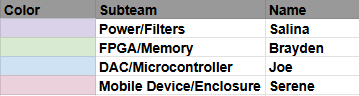 Color Subteam Name
Power/Filters Salina
FPGA/Memory Brayden
DAC/Microcontroller Joe
Mobile Device/Enclosure Serene